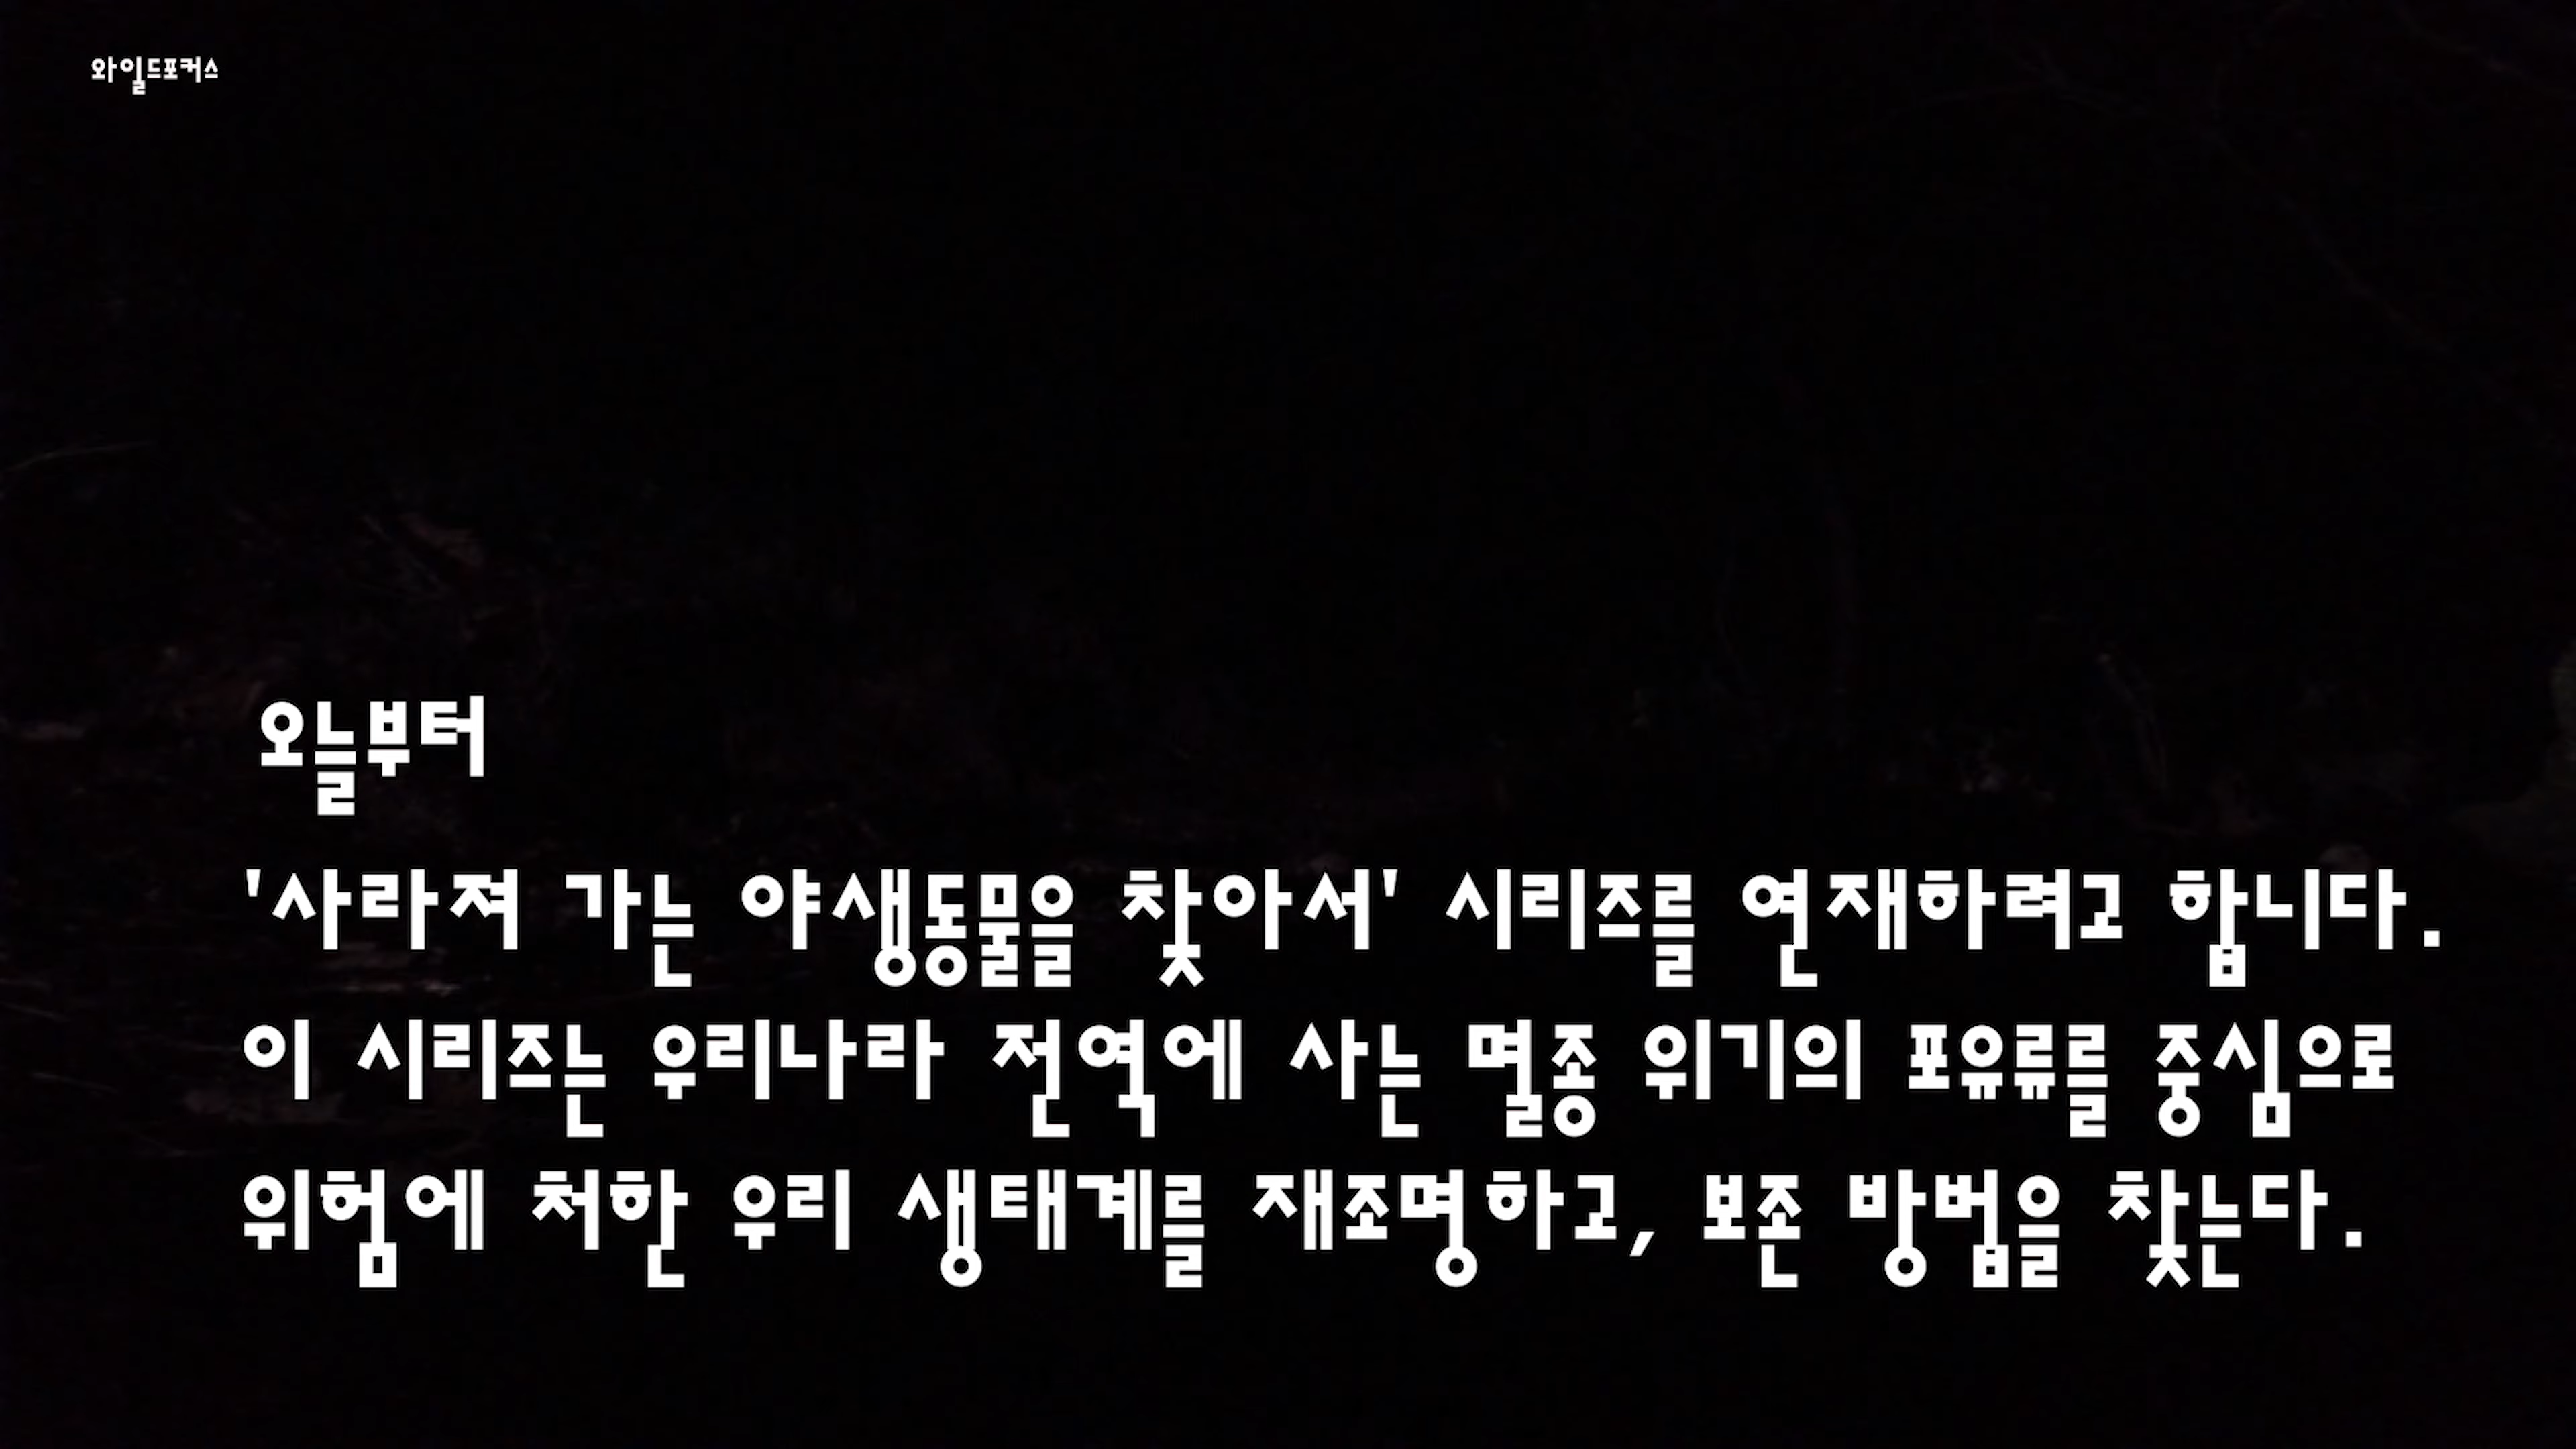 와일드포커스
오늘부터
'사라져 가는 야생동물을 찾아서' 시리즈를 연재하려고 합니다.
이 시리즈는 우리나라 전역에 사는 멸종 위기의 포유류를 중심으로
위험에 처한 우리 생태계를 재조명하고, 보존 방법을 찾는다.